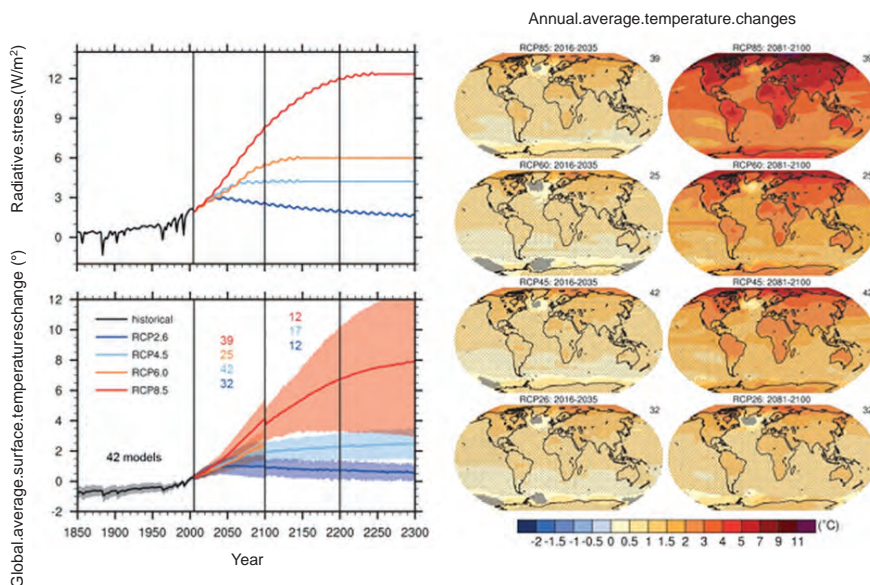 Annual.average.temperature.changes
Radiative.stress.(W/m²)
12
9
6
3
0
RCP85: 2016-2035
39
RCP85: 2081-2100
39
RCP60: 2016-2035
25
RCP60: 2081-2100
25
RCP45: 2016-2035
42
RCP45: 2081-2100
42
RCP26: 2016-2035
32
RCP26: 2081-2100
32
Global.average.surface.temperatureschange (°)
12
10
8
6
4
2
0
-2
historical
RCP2.6
RCP4.5
RCP6.0
RCP8.5
39
25
42
32
12
17
12
42 models
1850 1900 1950 2000 2050 2100 2150 2200 2250 2300
Year
-2 -1.5 -1 -0.5 0 0.5 1 1.5 2 3 4 5 7 9 11
(°C)